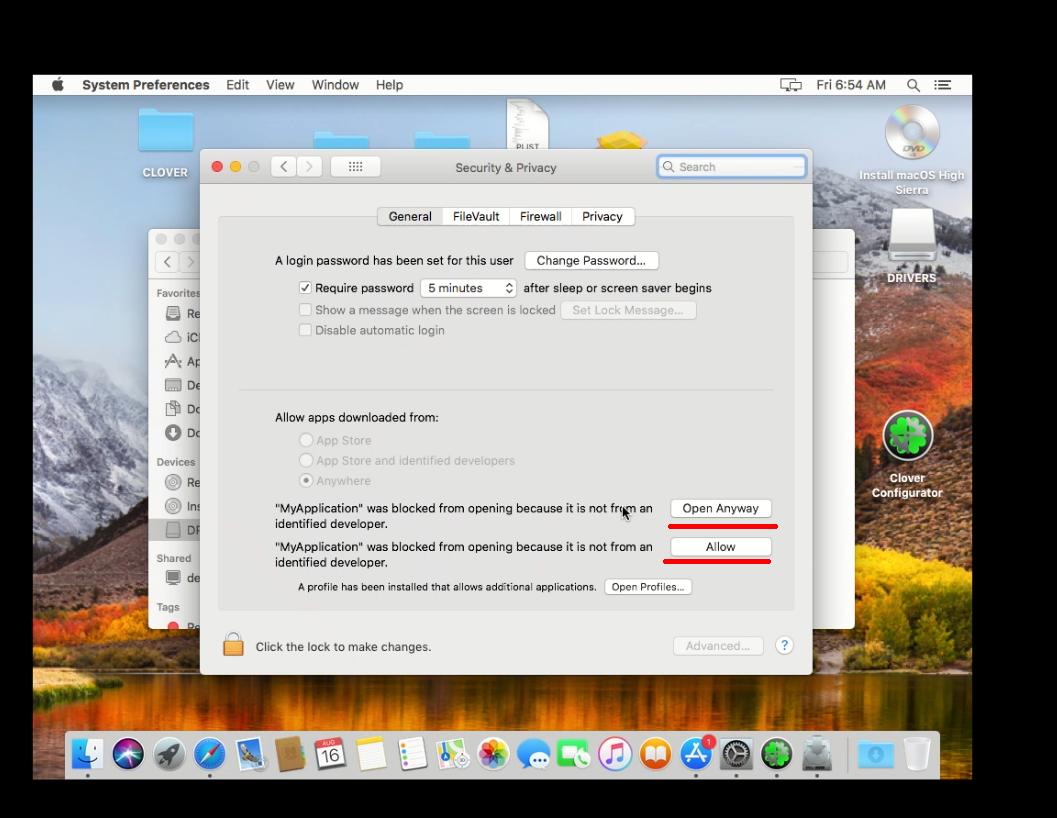 System Preferences Edit View Window Help Fri 6:54 AM
PLIST
CLOVER
DVD
Install macOS High
Sierra
Security & Privacy Search
General FileVault Firewall Privacy
A login password has been set for this user Change Password...
DRIVERS
Require password 5 minutes after sleep or screen saver begins
Favorites
Re
Show a message when the screen is locked Set Lock Message...
iC
Disable automatic login
Ap
De
Do
Do
Allow apps downloaded from:
App Store
App Store and identified developers
Anywhere
Devices
Re
Ins
Clover
Configurator
"MyApplication" was blocked from opening because it is not from an
identified developer.
Open Anyway
"MyApplication" was blocked from opening because it is not from an
identified developer.
Allow
Shared
de
A profile has been installed that allows additional applications. Open Profiles...
Tags
Click the lock to make changes. Advanced... ?
AUG
16
1